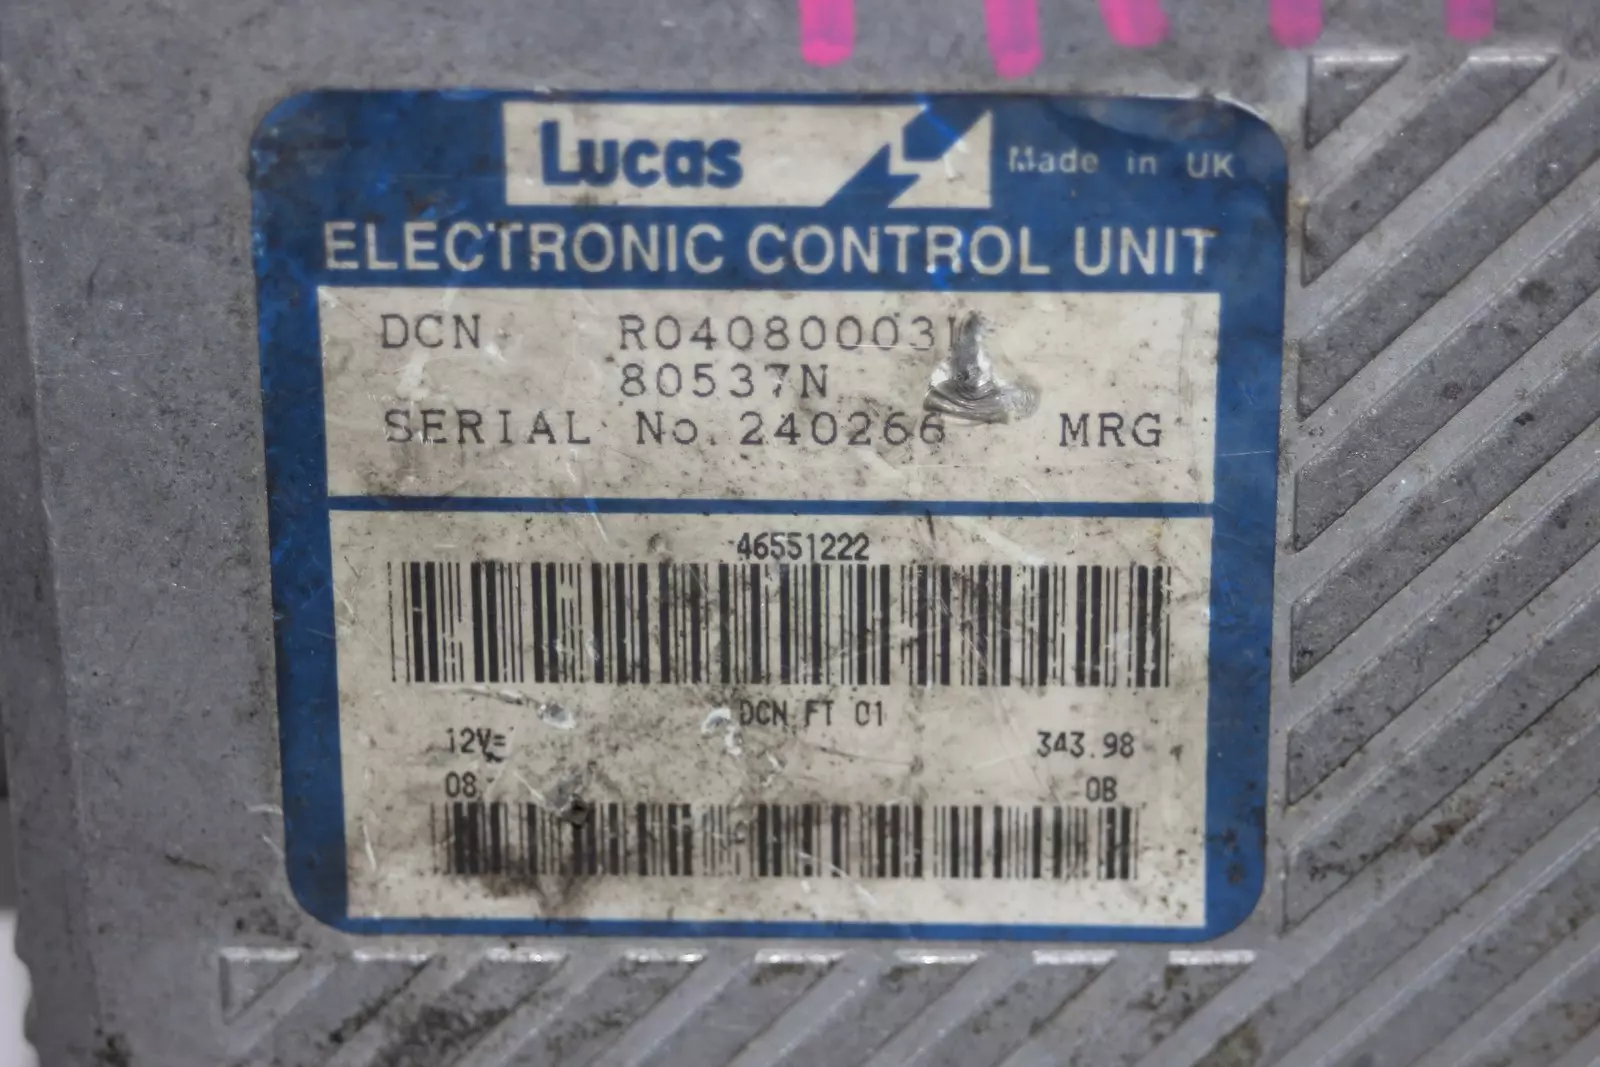 Lucas
Made in UK
ELECTRONIC CONTROL UNIT
DCN
80537N
SERIAL No. 240266 MRG
46551222
DCN FT 01
12V= 343.98
08 0B